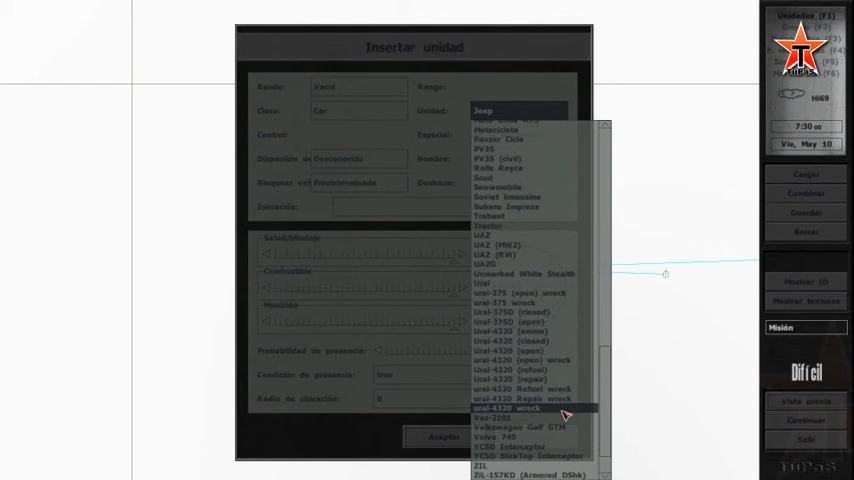 Insertar unidad
Bando:
Vacío
Rango:
Clase:
Car
Unidad:
Jeep
Control:
Especial:
Disponible de
Desconocido
Nombre:
Bloquear veh
Predeterminado
Destreza:
Iniciación:
Salud/blindaje
Combustible
Munición
Probabilidad de presencia:
Condición de presencia:
true
Radio de ubicación:
0
Aceptar
Motocicleta
Panzer Cicle
PV3S
PV3S (civil)
Rolls Royce
Scud
Snowmobile
Soviet limousine
Subaru Impreza
Trabant
Tractor
UAZ
UAZ (MW2)
UAZ (RW)
UAZG
Unmarked White Stealth
Ural
ural-375 (open) wreck
ural-375 wreck
Ural-375D (closed)
Ural-375D (open)
Ural-4320 (ammo)
Ural-4320 (closed)
Ural-4320 (open)
Ural-4320 (open) wreck
Ural-4320 (refuel)
Ural-4320 (repair)
ural-4320 Refuel wreck
ural-4320 Repair wreck
ural-4320 wreck
Vaz-2101
Volkswagen Golf GTM
Volvo 740
YCSD Interceptor
YCSD SlickTop Interceptor
ZIL
ZiL-157KD (Armored DShk)
Unidades (F1)
T
TuPaS
Hi69
7:30 00
Vie, May 10
Cargar
Combinar
Guardar
Borrar
Mostrar ID
Mostrar texturas
Misión
Difícil
Vista previa
Continuar
Salir
TuPaS